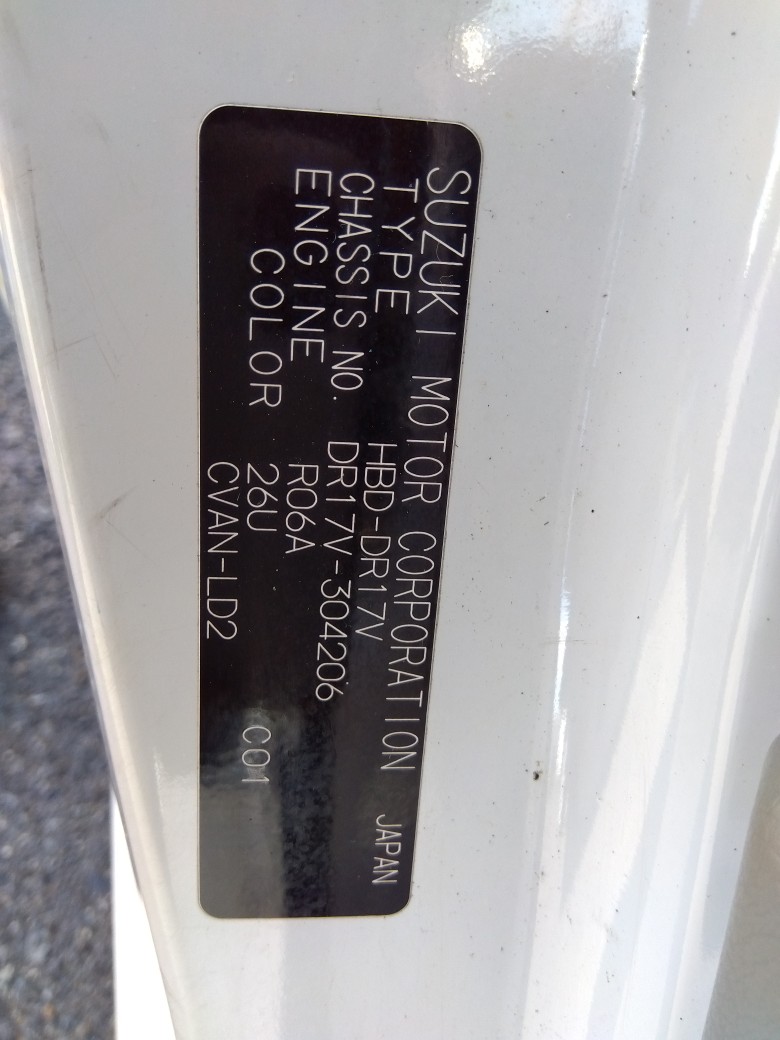 SUZUKI MOTOR CORPORATION JAPAN
TYPE HBD-DR17V
CHASSIS NO. DR17V-304206
ENGINE R06A
COLOR 26U C01
CVAN-LD2